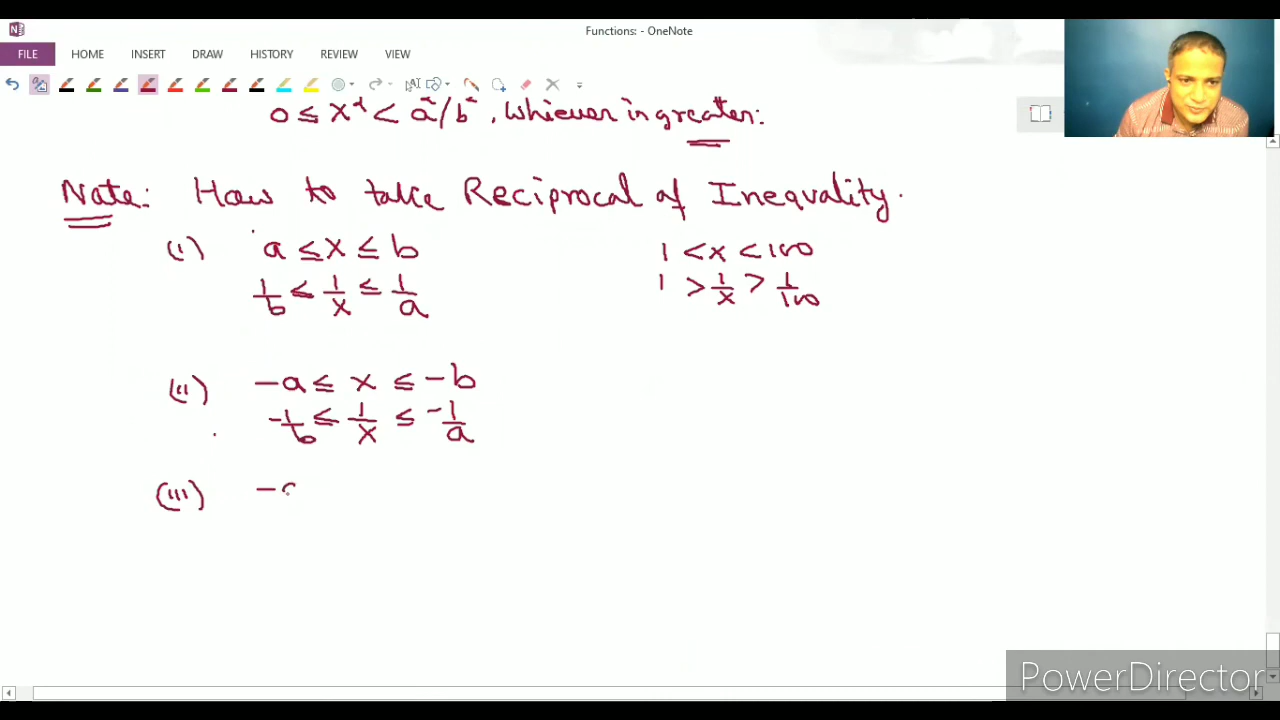 Functions: - OneNote
FILE HOME INSERT DRAW HISTORY REVIEW VIEW
0 ≤ x² < a²/b², Whichever in greater:
Note: How to take Reciprocal of Inequality.
(i) a ≤ x ≤ b 1 < x < 100
1/b ≤ 1/x ≤ 1/a 1 > 1/x > 1/100
(ii) -a ≤ x ≤ -b
-1/b ≤ 1/x ≤ -1/a
(iii) -
PowerDirector